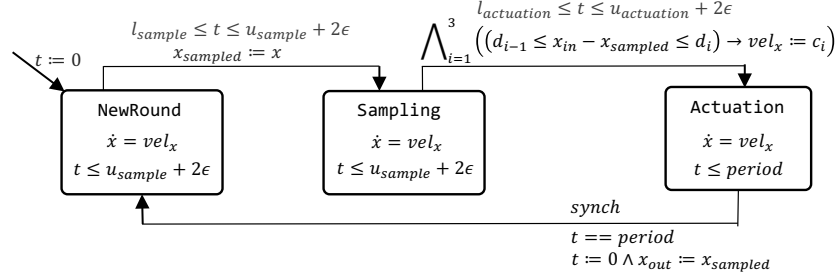 l_sample ≤ t ≤ u_sample + 2ϵ
x_sampled ≔ x
l_actuation ≤ t ≤ u_actuation + 2ϵ
⋀_{i=1}^{3} ((d_{i−1} ≤ x_in − x_sampled ≤ d_i) → vel_x ≔ c_i)
t ≔ 0
NewRound
ẋ = vel_x
t ≤ u_sample + 2ϵ
Sampling
ẋ = vel_x
t ≤ u_sample + 2ϵ
Actuation
ẋ = vel_x
t ≤ period
synch
t == period
t ≔ 0 ∧ x_out ≔ x_sampled